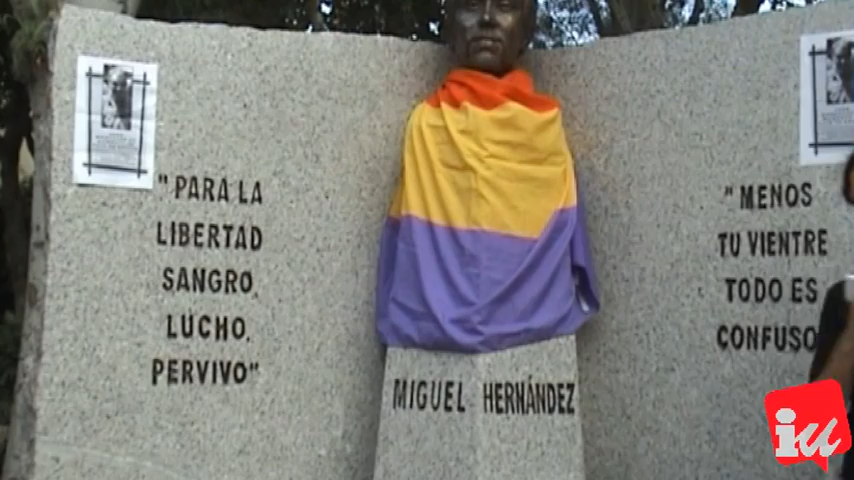 "PARA LA
LIBERTAD
SANGRO,
LUCHO,
PERVIVO"
MIGUEL HERNÁNDEZ
"MENOS
TU VIENTRE
TODO ES
CONFUSO
iu